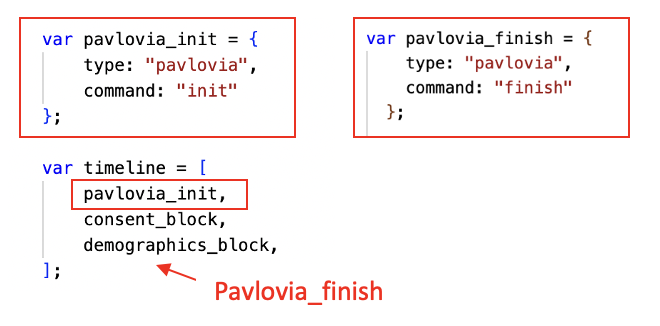 var pavlovia_init = {
    type: "pavlovia",
    command: "init"
};
var pavlovia_finish = {
    type: "pavlovia",
    command: "finish"
  };
var timeline = [
    pavlovia_init,
    consent_block,
    demographics_block,
];
Pavlovia_finish